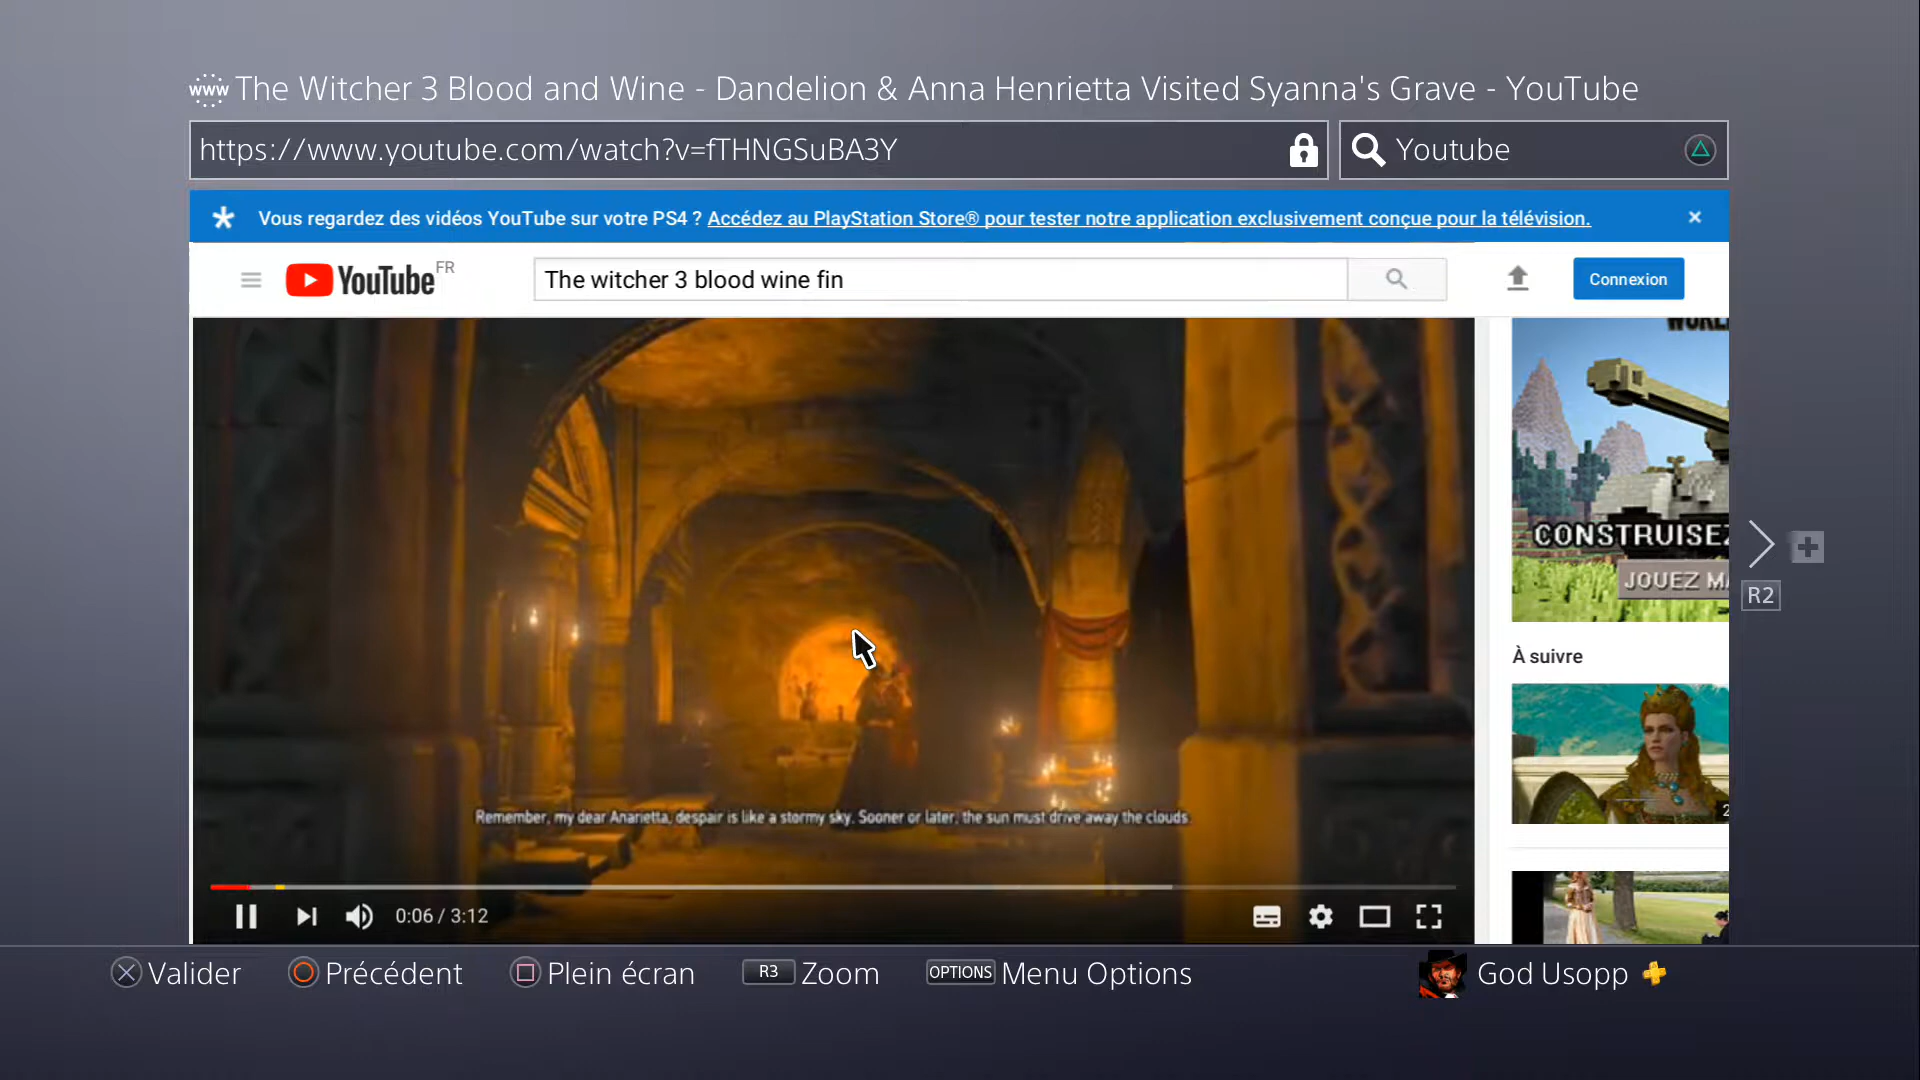 www The Witcher 3 Blood and Wine - Dandelion & Anna Henrietta Visited Syanna's Grave - YouTube
https://www.youtube.com/watch?v=fTHNGSuBA3Y
Youtube
Vous regardez des vidéos YouTube sur votre PS4 ? Accédez au PlayStation Store® pour tester notre application exclusivement conçue pour la télévision. ×
YouTube FR
The witcher 3 blood wine fin
Connexion
CONSTRUISEZ
JOUEZ MA
R2
À suivre
2
Remember, my dear Anarietta, despair is like a stormy sky. Sooner or later, the sun must drive away the clouds.
0:06 / 3:12
Valider
Précédent
Plein écran
R3 Zoom
OPTIONS Menu Options
God Usopp